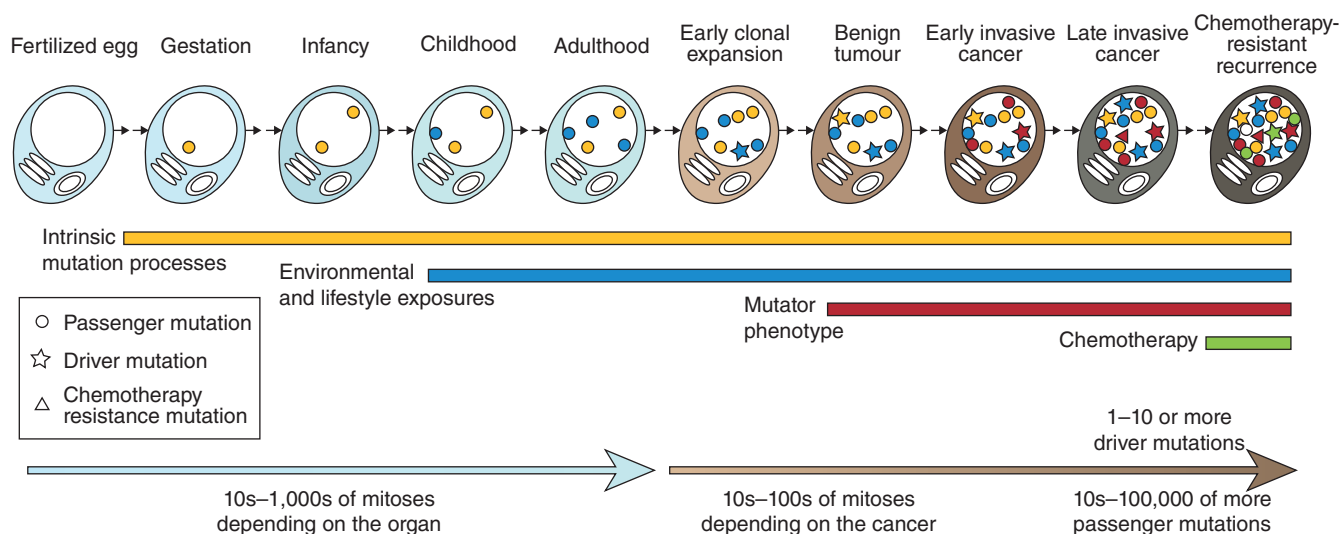 Fertilized egg
Gestation
Infancy
Childhood
Adulthood
Early clonal
expansion
Benign
tumour
Early invasive
cancer
Late invasive
cancer
Chemotherapy-
resistant
recurrence
Intrinsic
mutation processes
Environmental
and lifestyle exposures
Mutator
phenotype
Chemotherapy
Passenger mutation
Driver mutation
Chemotherapy
resistance mutation
1–10 or more
driver mutations
10s–1,000s of mitoses
depending on the organ
10s–100s of mitoses
depending on the cancer
10s–100,000 of more
passenger mutations